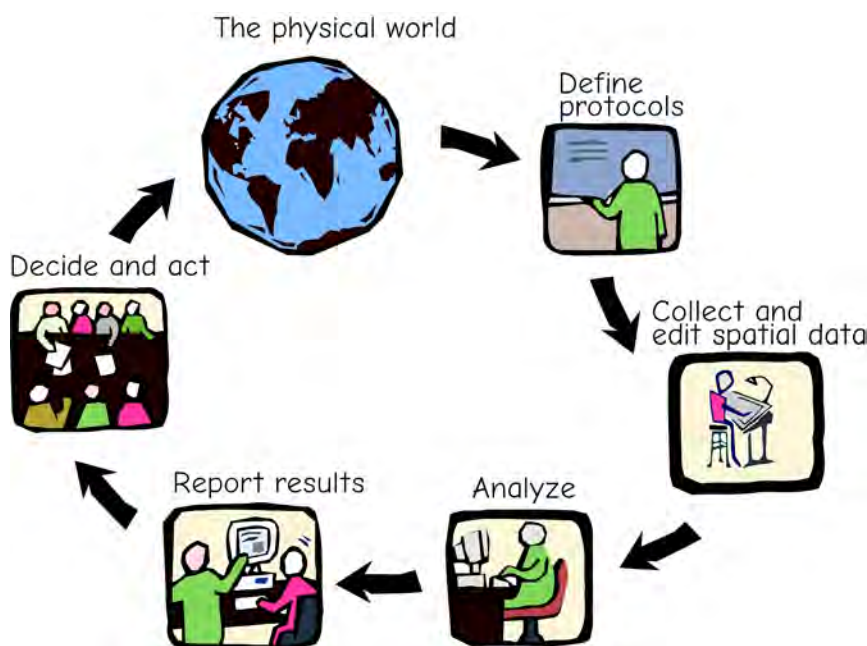 The physical world
Define
protocols
Collect and
edit spatial data
Analyze
Report results
Decide and act